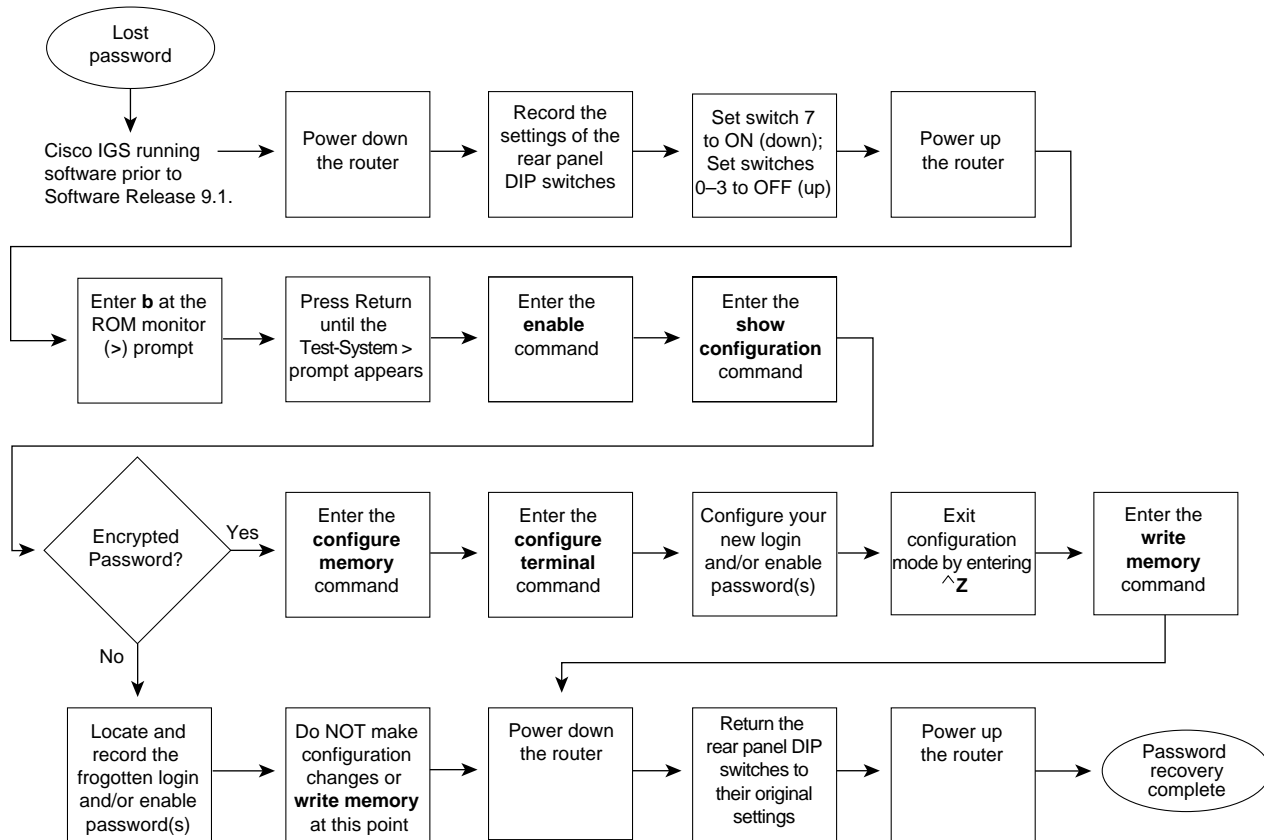 Lost
password
Cisco IGS running
software prior to
Software Release 9.1.
Power down
the router
Record the
settings of the
rear panel
DIP switches
Set switch 7
to ON (down);
Set switches
0–3 to OFF (up)
Power up
the router
Enter b at the
ROM monitor
(>) prompt
Press Return
until the
Test-System >
prompt appears
Enter the
enable
command
Enter the
show
configuration
command
Encrypted
Password?
Yes
Enter the
configure
memory
command
Enter the
configure
terminal
command
Configure your
new login
and/or enable
password(s)
Exit
configuration
mode by entering
^Z
Enter the
write
memory
command
No
Locate and
record the
frogotten login
and/or enable
password(s)
Do NOT make
configuration
changes or
write memory
at this point
Power down
the router
Return the
rear panel DIP
switches to
their original
settings
Power up
the router
Password
recovery
complete